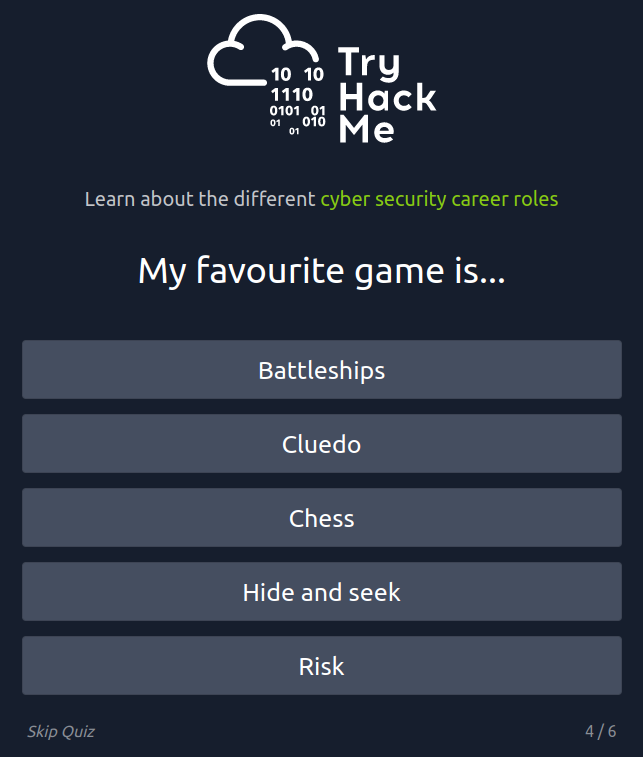 Try
10 10
Hack
1110
0101 01
Me
01 010
01
Learn about the different cyber security career roles
My favourite game is...
Battleships
Cluedo
Chess
Hide and seek
Risk
Skip Quiz
4 / 6